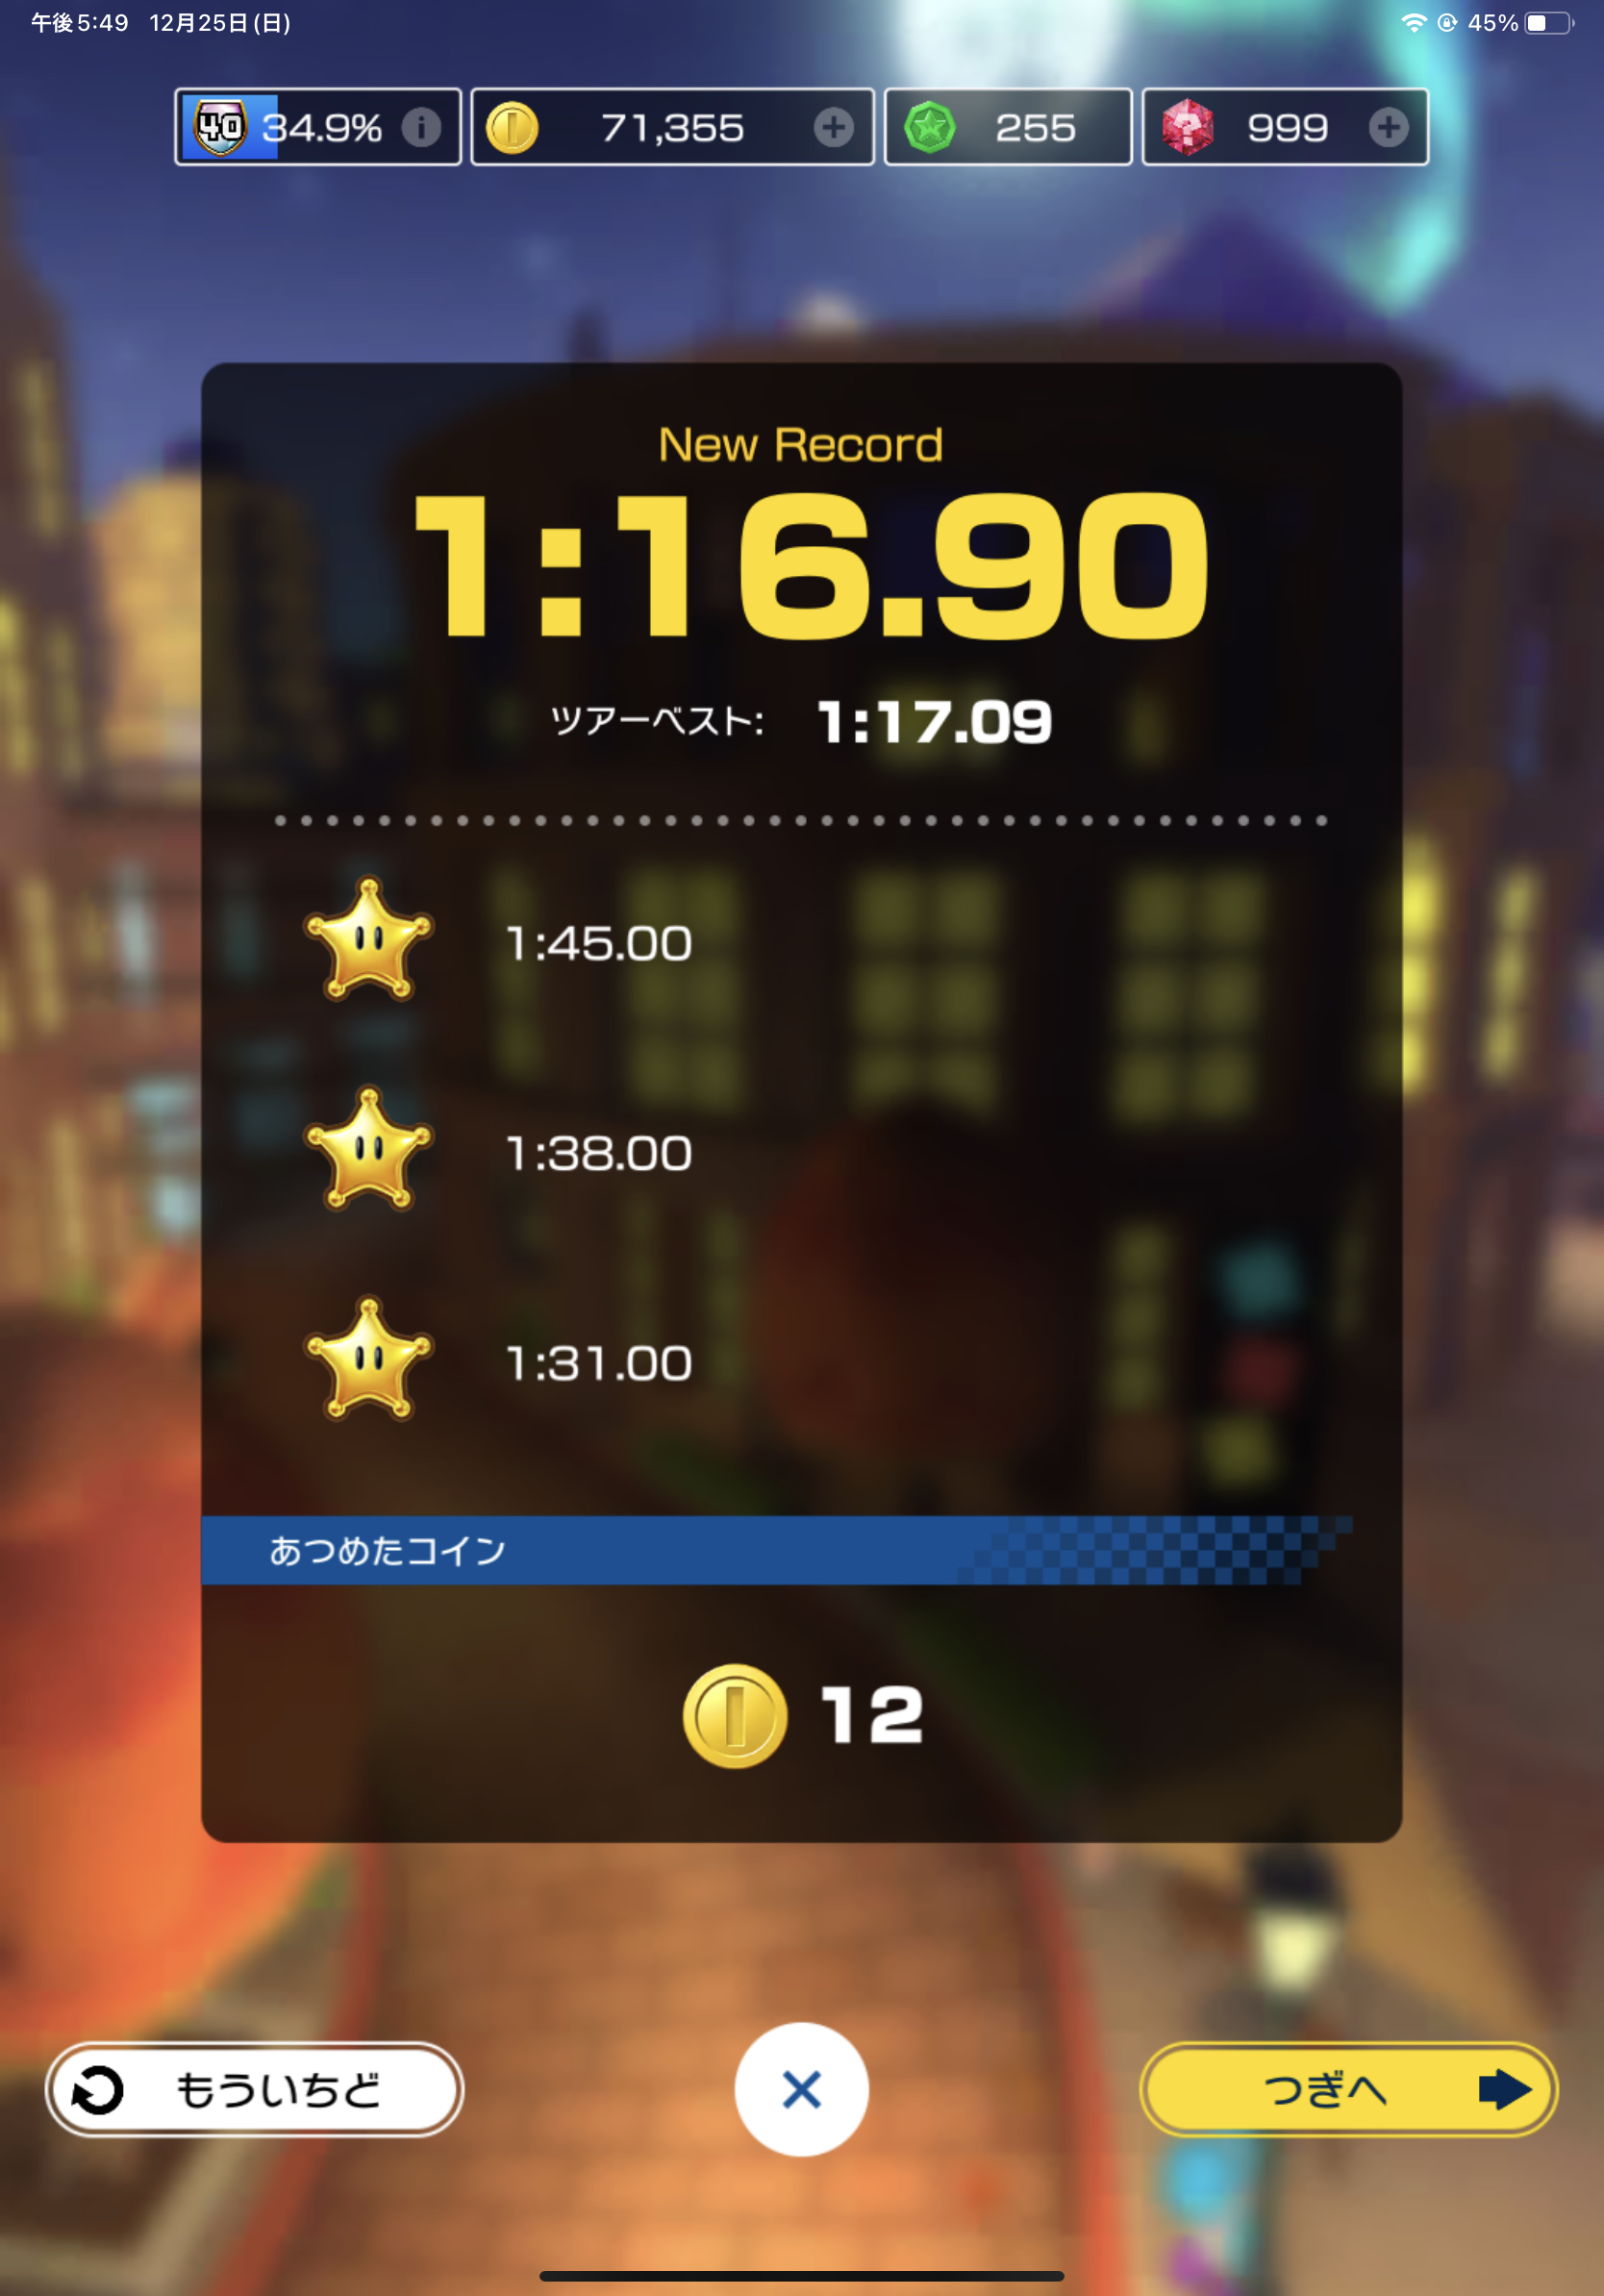 午後5:49 12月25日(日) 45%
40 34.9% i 71,355 + 255 ? 999 +
New Record
1:16.90
ツアーベスト: 1:17.09
1:45.00
1:38.00
1:31.00
あつめたコイン
12
もういちど × つぎへ